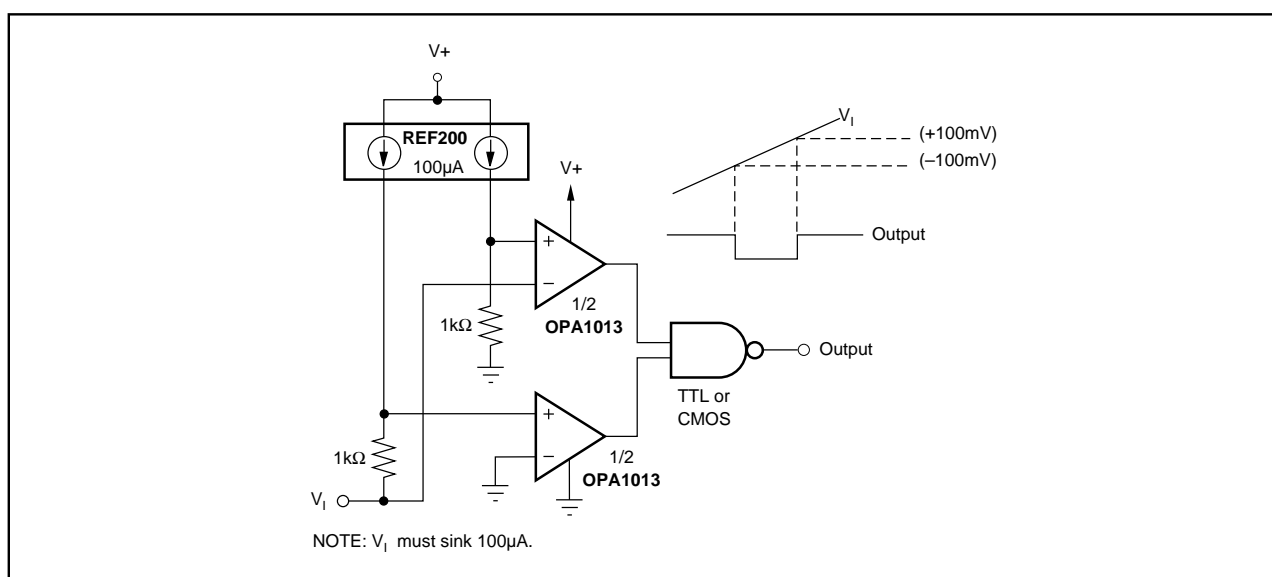 V+
REF200
100µA
V+
V_I
(+100mV)
(–100mV)
Output
+
−
1/2
OPA1013
1kΩ
Output
TTL or
CMOS
+
−
1/2
OPA1013
1kΩ
V_I
NOTE: V_I must sink 100µA.